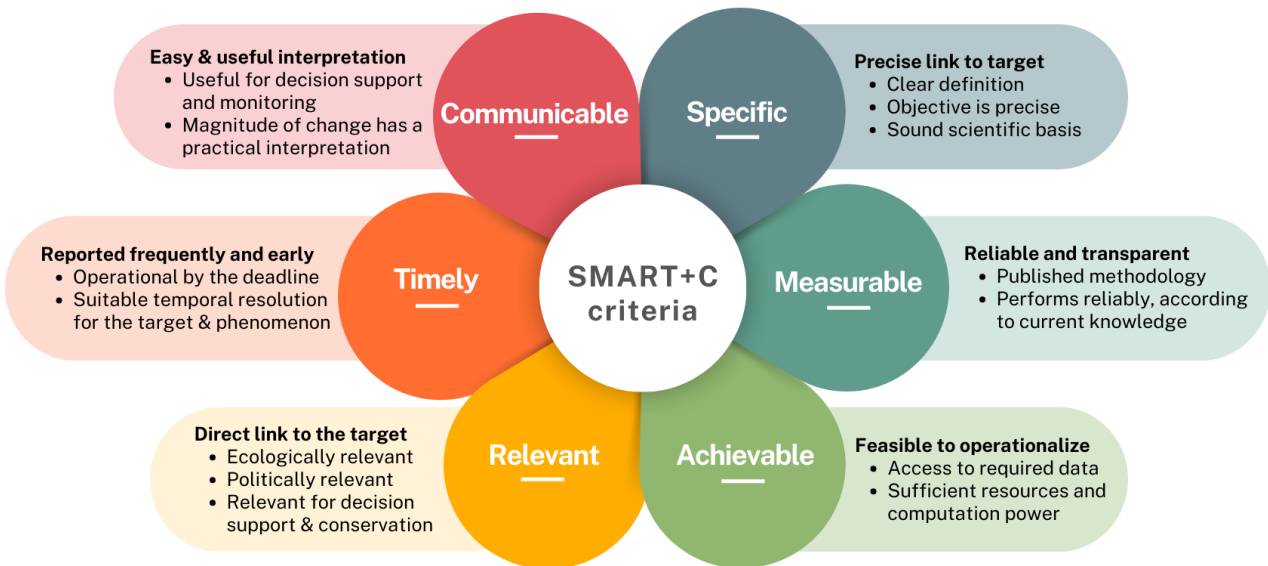 SMART+C
criteria
Specific
Precise link to target
• Clear definition
• Objective is precise
• Sound scientific basis
Measurable
Reliable and transparent
• Published methodology
• Performs reliably, according
to current knowledge
Achievable
Feasible to operationalize
• Access to required data
• Sufficient resources and
computation power
Relevant
Direct link to the target
• Ecologically relevant
• Politically relevant
• Relevant for decision
support & conservation
Timely
Reported frequently and early
• Operational by the deadline
• Suitable temporal resolution
for the target & phenomenon
Communicable
Easy & useful interpretation
• Useful for decision support
and monitoring
• Magnitude of change has a
practical interpretation